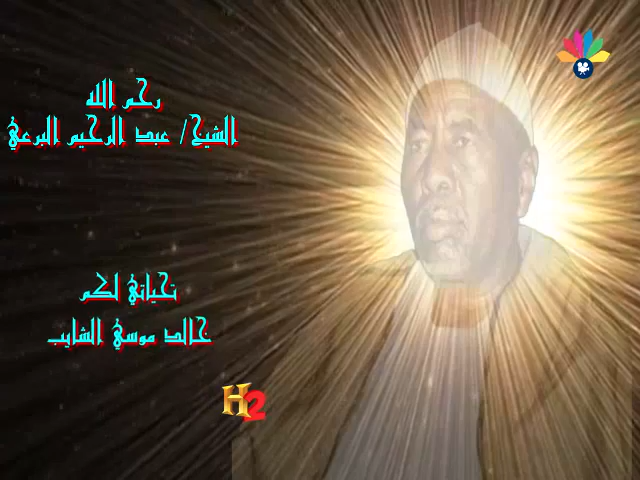 رحم الله
الشيخ/ عبد الرحيم البرعي
تحياتي لكم
خالد موسى الشايب
H2